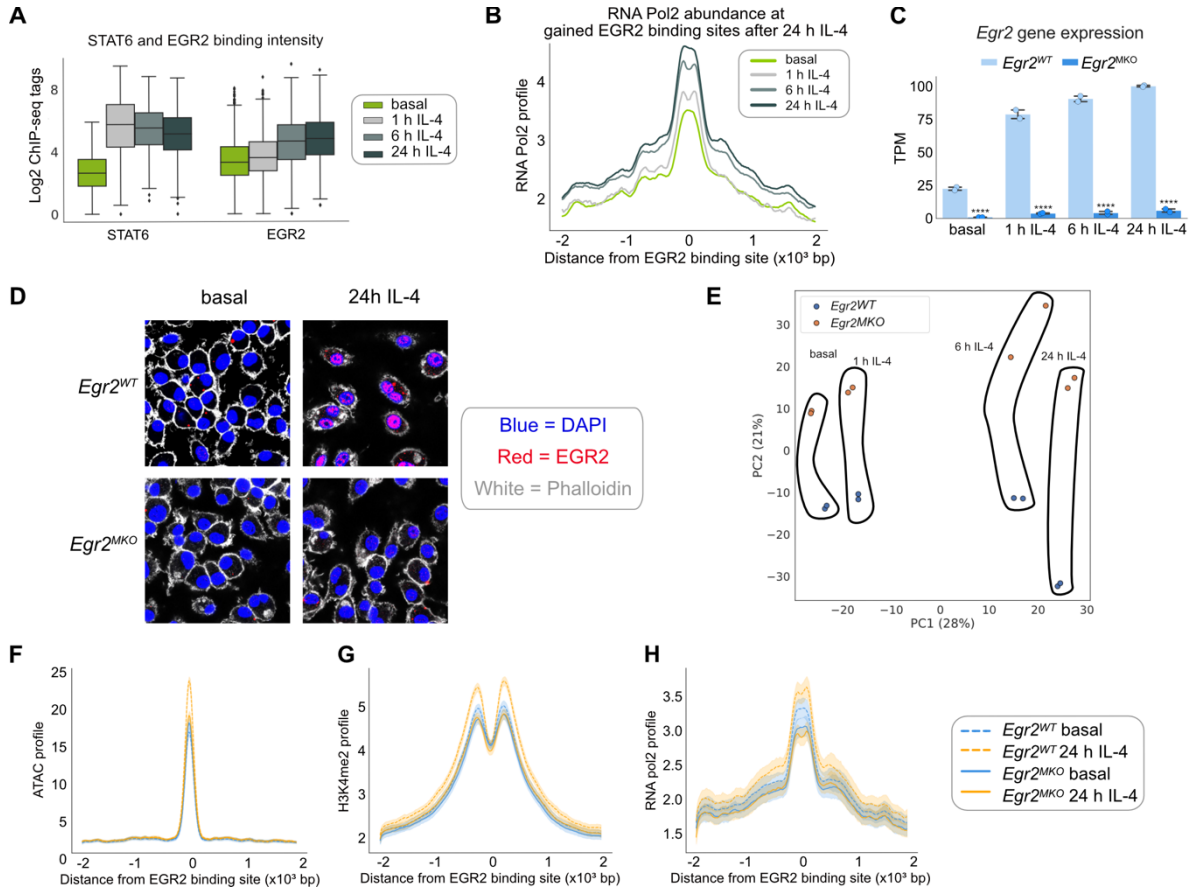 A
STAT6 and EGR2 binding intensity
Log2 ChIP-seq tags
8
4
0
STAT6
EGR2
basal
1 h IL-4
6 h IL-4
24 h IL-4
B
RNA Pol2 abundance at
gained EGR2 binding sites after 24 h IL-4
RNA Pol2 profile
4
3
2
-2
-1
0
1
2
Distance from EGR2 binding site (x10³ bp)
basal
1 h IL-4
6 h IL-4
24 h IL-4
C
Egr2 gene expression
Egr2WT
Egr2MKO
TPM
100
75
50
25
0
****
****
****
****
basal
1 h IL-4
6 h IL-4
24 h IL-4
D
basal
24h IL-4
Egr2WT
Egr2MKO
Blue = DAPI
Red = EGR2
White = Phalloidin
E
Egr2WT
Egr2MKO
basal
1 h IL-4
6 h IL-4
24 h IL-4
PC2 (21%)
30
20
10
0
−10
−20
−30
−20
−10
0
10
20
30
PC1 (28%)
F
ATAC profile
25
20
15
10
5
0
-2
-1
0
1
2
Distance from EGR2 binding site (x10³ bp)
G
H3K4me2 profile
5
4
3
2
-2
-1
0
1
2
Distance from EGR2 binding site (x10³ bp)
H
RNA pol2 profile
3.5
3.0
2.5
2.0
1.5
-2
-1
0
1
2
Distance from EGR2 binding site (x10³ bp)
Egr2WT basal
Egr2WT 24 h IL-4
Egr2MKO basal
Egr2MKO 24 h IL-4